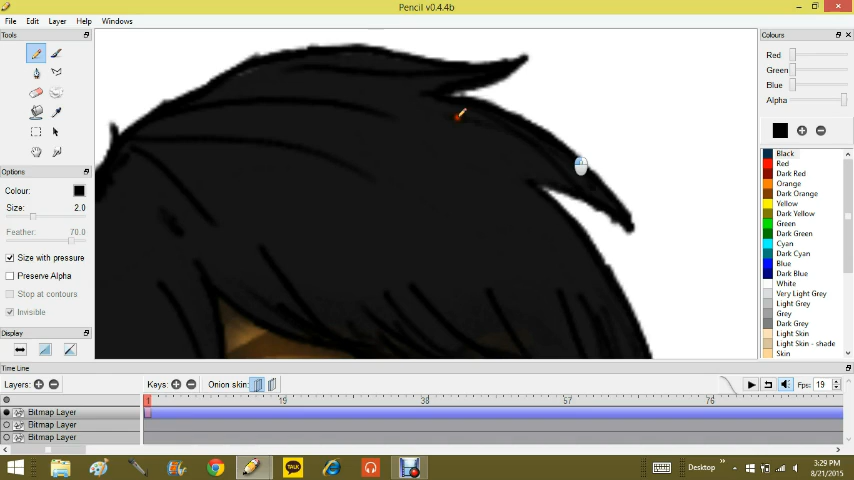 Pencil v0.4.4b
File Edit Layer Help Windows
Tools
Colours
Red
Green
Blue
Alpha
Black
Red
Dark Red
Orange
Dark Orange
Yellow
Dark Yellow
Green
Dark Green
Cyan
Dark Cyan
Blue
Dark Blue
White
Very Light Grey
Light Grey
Grey
Dark Grey
Light Skin
Light Skin - shade
Skin
Options
Colour:
Size: 2.0
Feather: 70.0
Size with pressure
Preserve Alpha
Stop at contours
Invisible
Display
Time Line
Layers: Keys: Onion skin: Fps: 19
1 19 38 57 76
Bitmap Layer
Bitmap Layer
Bitmap Layer
TALK
Desktop
3:29 PM
8/21/2015